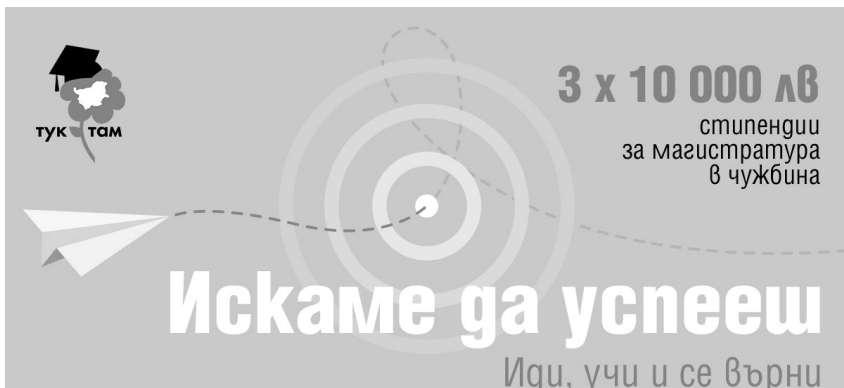 тук там
3 x 10 000 лв
стипендии
за магистратура
в чужбина
Искаме да успееш
Иди, учи и се върни